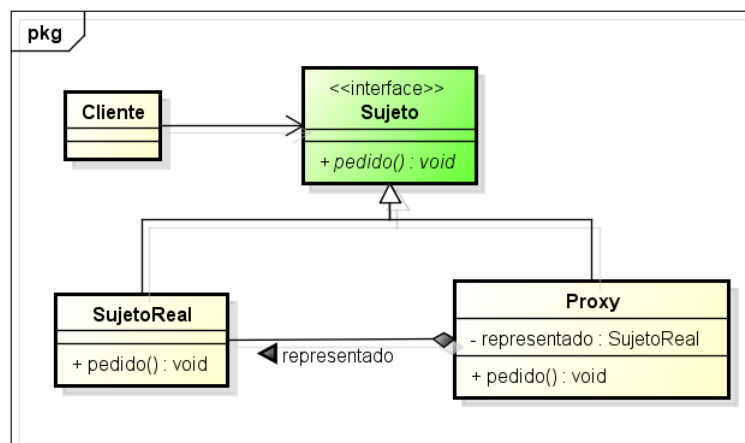 pkg
<<interface>>
Sujeto
+ pedido() : void
Cliente
SujetoReal
+ pedido() : void
representado
Proxy
- representado : SujetoReal
+ pedido() : void